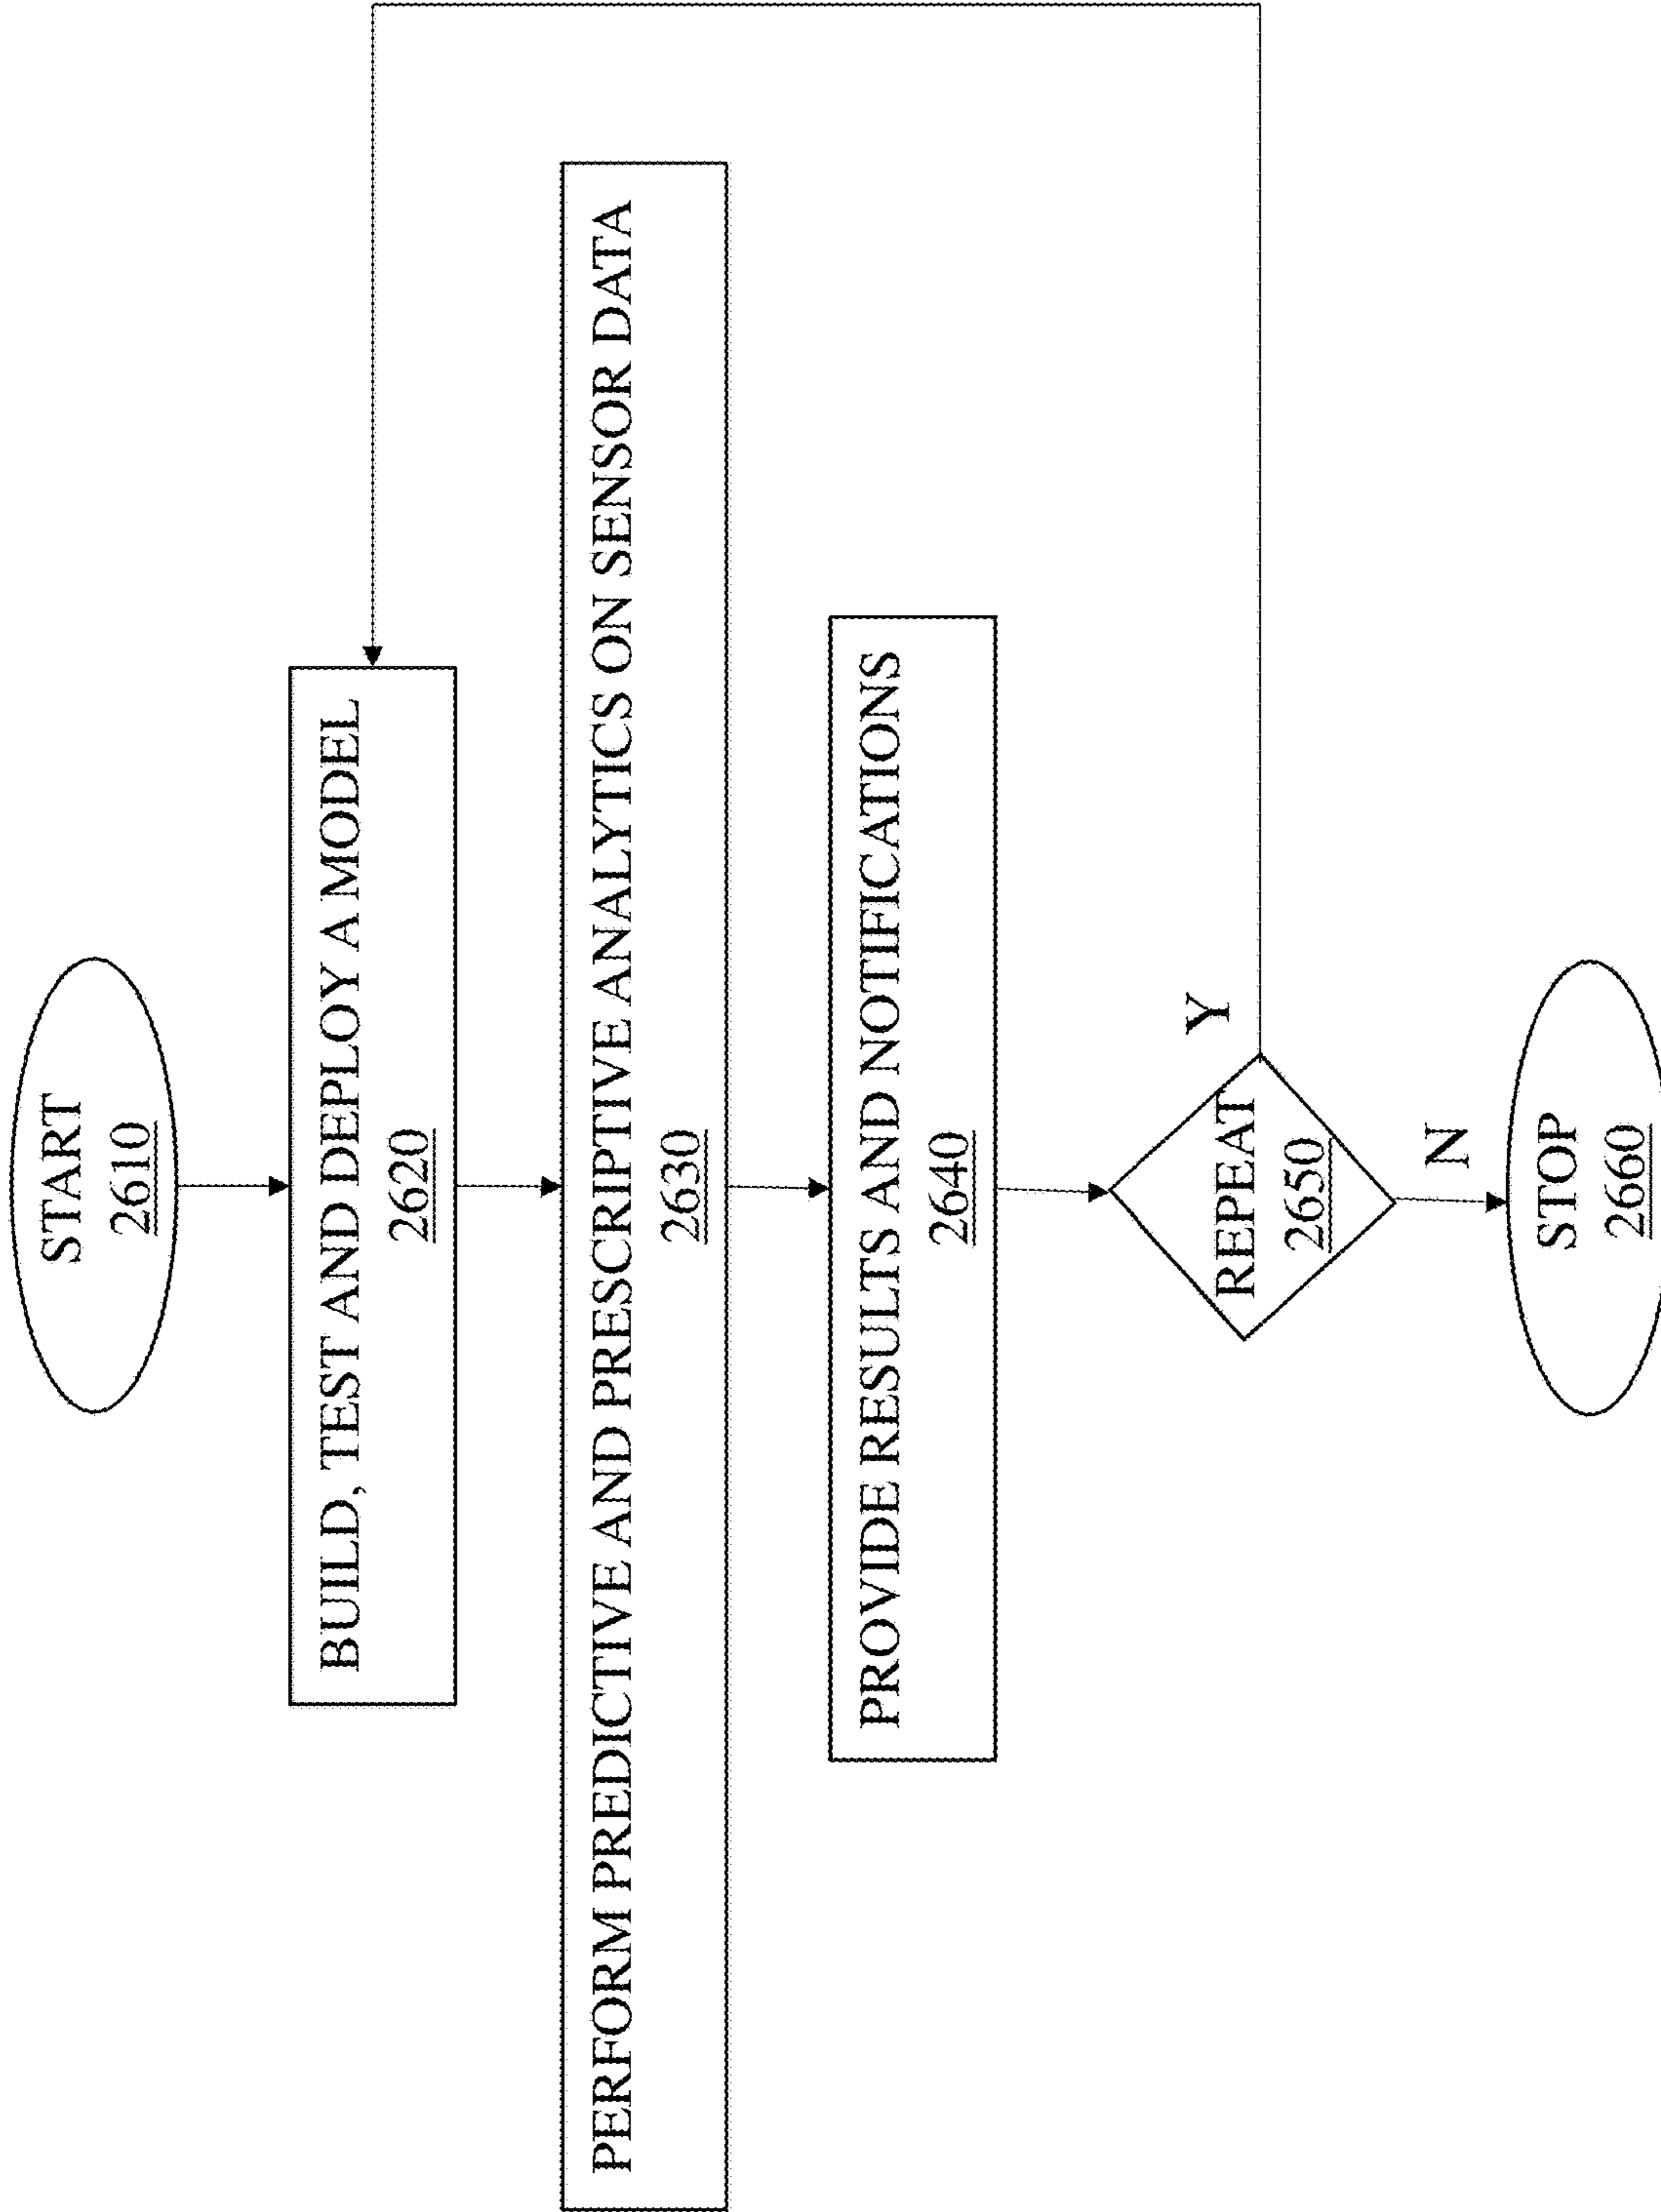 START
2610
BUILD, TEST AND DEPLOY A MODEL
2620
PERFORM PREDICTIVE AND PRESCRIPTIVE ANALYTICS ON SENSOR DATA
2630
PROVIDE RESULTS AND NOTIFICATIONS
2640
REPEAT
2650
Y
N
STOP
2660